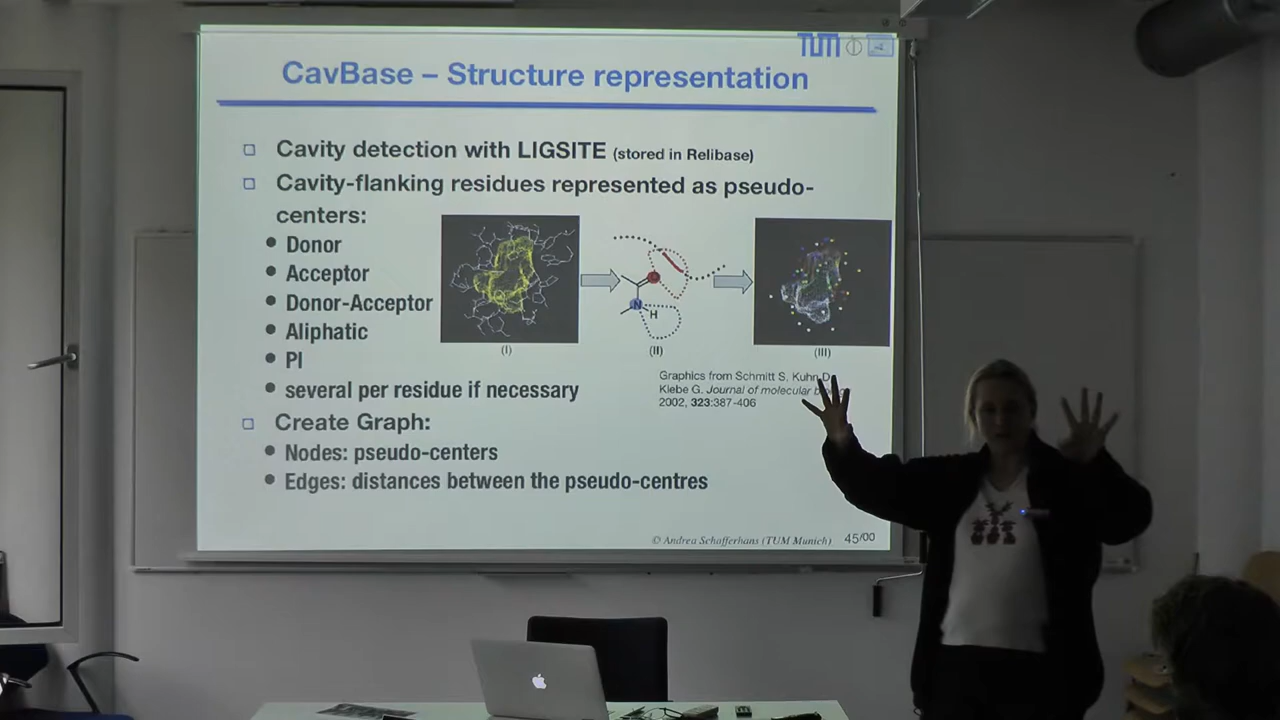 TUM
CavBase – Structure representation
Cavity detection with LIGSITE (stored in Relibase)
Cavity-flanking residues represented as pseudo-
centers:
Donor
Acceptor
Donor-Acceptor
Aliphatic
PI
several per residue if necessary
N
H
(I)
(II)
(III)
Graphics from Schmitt S, Kuhn D,
Klebe G. Journal of molecular
2002, 323:387-406
Create Graph:
Nodes: pseudo-centers
Edges: distances between the pseudo-centres
© Andrea Schafferhans (TUM Munich)
45/00